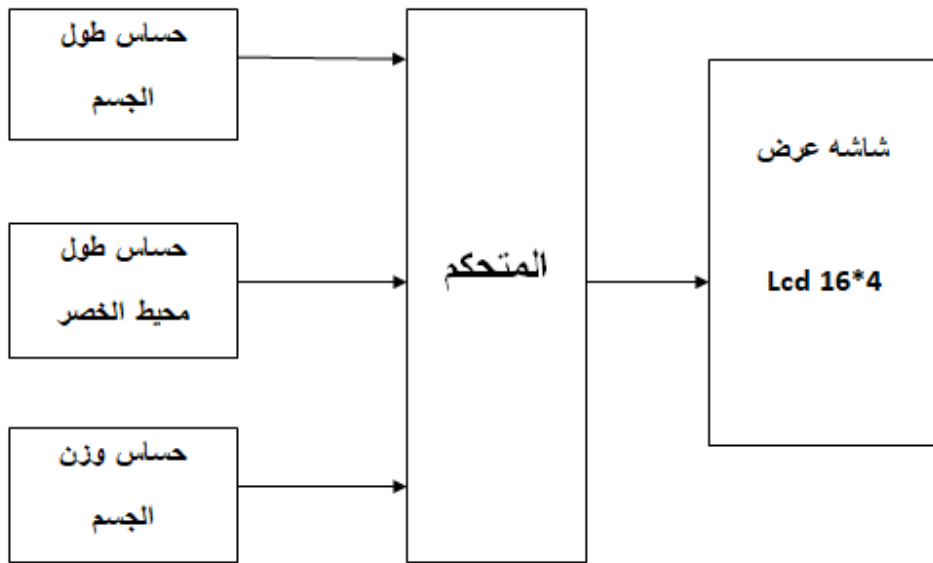 حساس طول
الجسم
حساس طول
محيط الخصر
حساس وزن
الجسم
المتحكم
شاشه عرض
Lcd 16*4